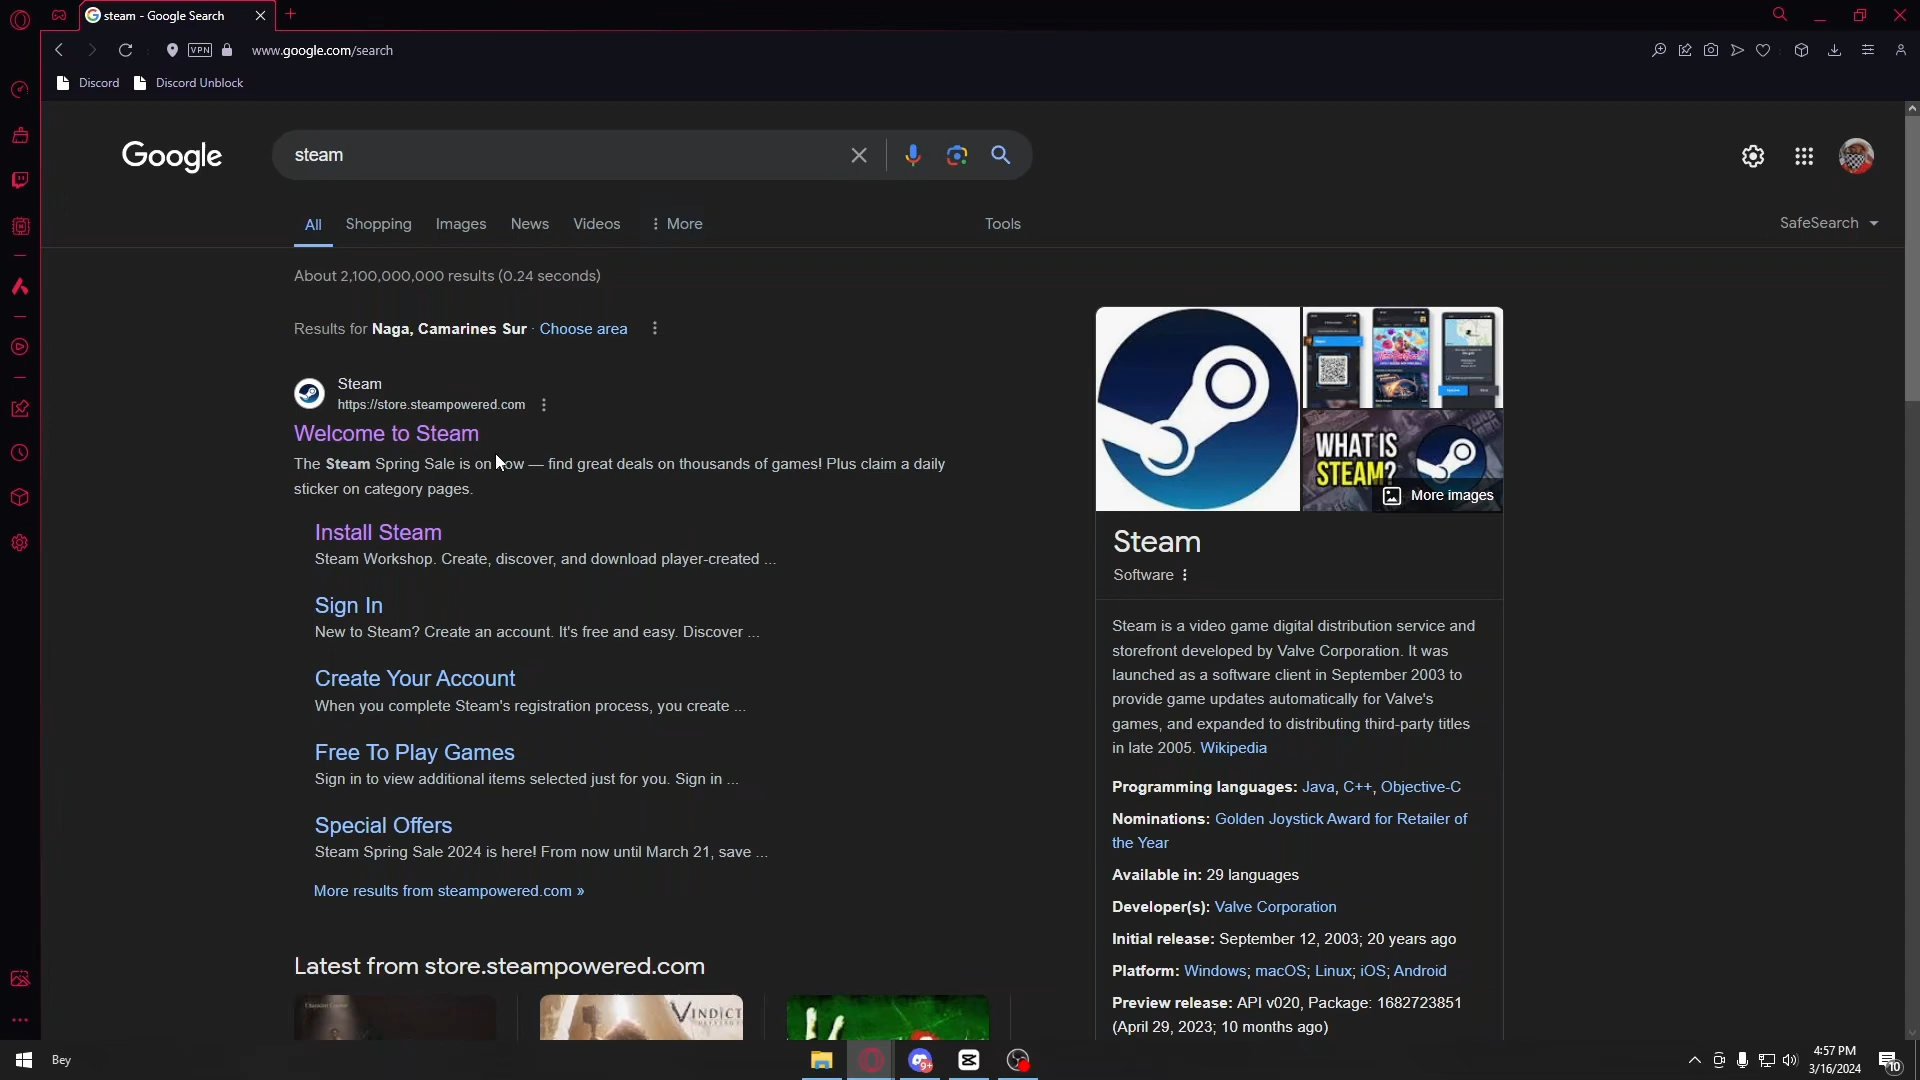 steam - Google Search
VPN
www.google.com/search
Discord
Discord Unblock
Google
steam
All
Shopping
Images
News
Videos
More
Tools
SafeSearch
About 2,100,000,000 results (0.24 seconds)
Results for Naga, Camarines Sur · Choose area
Steam
https://store.steampowered.com
Welcome to Steam
The Steam Spring Sale is on now — find great deals on thousands of games! Plus claim a daily
sticker on category pages.
Install Steam
Steam Workshop. Create, discover, and download player-created ...
Sign In
New to Steam? Create an account. It's free and easy. Discover ...
Create Your Account
When you complete Steam's registration process, you create ...
Free To Play Games
Sign in to view additional items selected just for you. Sign in ...
Special Offers
Steam Spring Sale 2024 is here! From now until March 21, save ...
More results from steampowered.com »
Latest from store.steampowered.com
VINDICT
WHAT IS
STEAM?
More images
Steam
Software
Steam is a video game digital distribution service and
storefront developed by Valve Corporation. It was
launched as a software client in September 2003 to
provide game updates automatically for Valve's
games, and expanded to distributing third-party titles
in late 2005. Wikipedia
Programming languages: Java, C++, Objective-C
Nominations: Golden Joystick Award for Retailer of
the Year
Available in: 29 languages
Developer(s): Valve Corporation
Initial release: September 12, 2003; 20 years ago
Platform: Windows; macOS; Linux; iOS; Android
Preview release: API v020, Package: 1682723851
(April 29, 2023; 10 months ago)
Bey
9+
4:57 PM
3/16/2024
10